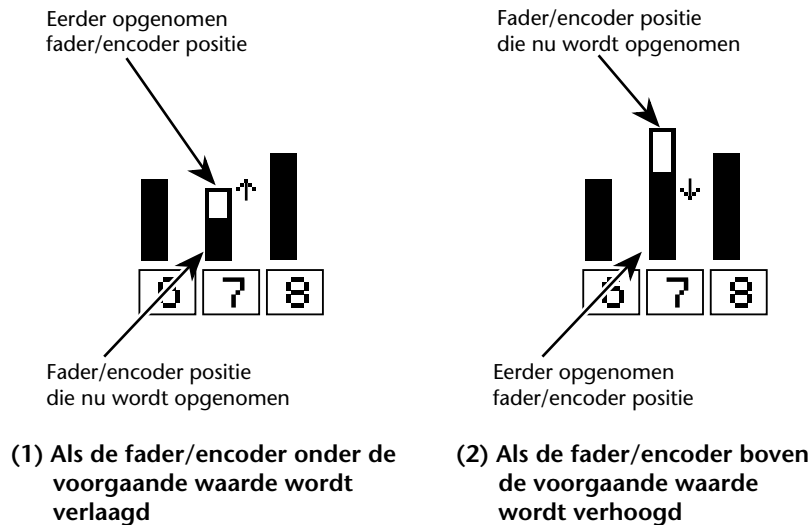 Eerder opgenomen
fader/encoder positie
6 7 8
Fader/encoder positie
die nu wordt opgenomen
(1) Als de fader/encoder onder de
voorgaande waarde wordt
verlaagd
Fader/encoder positie
die nu wordt opgenomen
6 7 8
Eerder opgenomen
fader/encoder positie
(2) Als de fader/encoder boven
de voorgaande waarde
wordt verhoogd